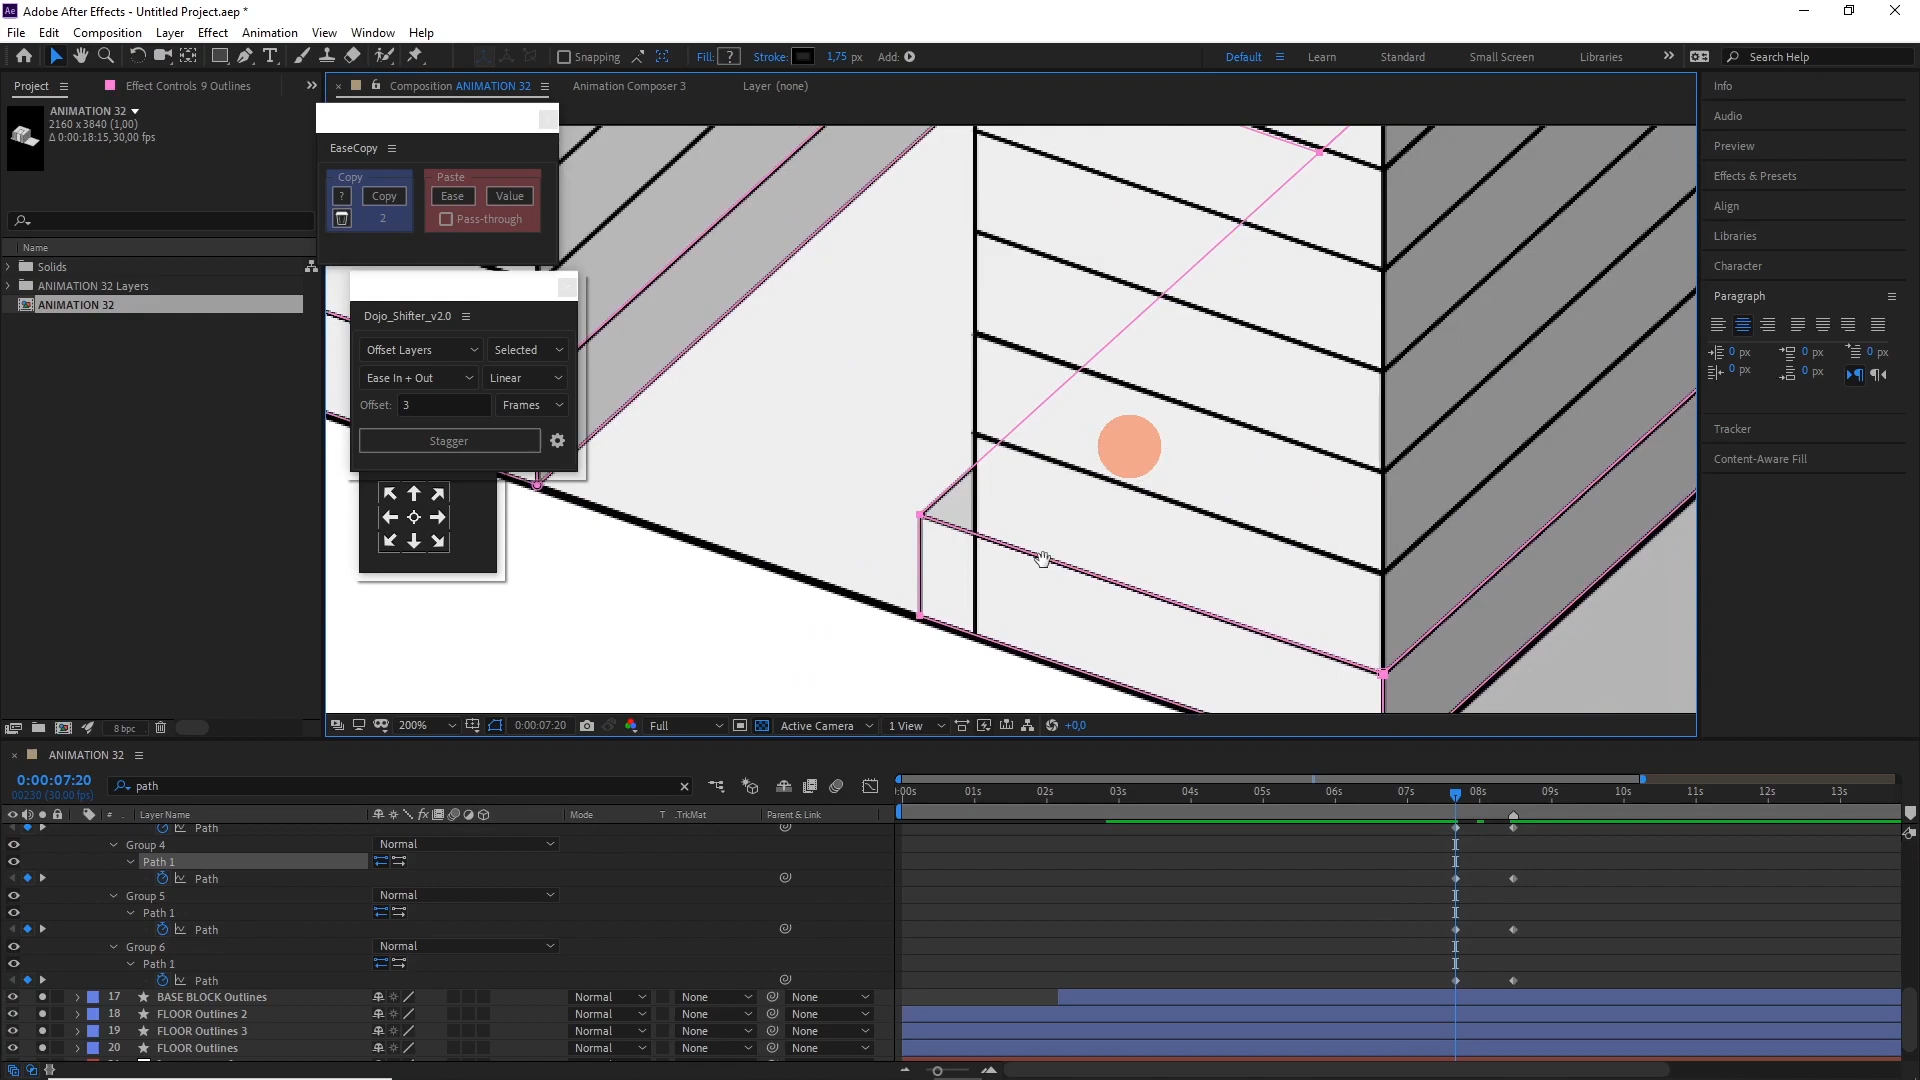 Adobe After Effects - Untitled Project.aep *
File Edit Composition Layer Effect Animation View Window Help
Snapping Fill: ? Stroke: 1,75 px Add: Default Learn Standard Small Screen Libraries Search Help
Project Effect Controls 9 Outlines
Composition ANIMATION 32 Animation Composer 3 Layer (none)
ANIMATION 32
2160 x 3840 (1,00)
Δ 0:00:18:15, 30,00 fps
Name
Solids
ANIMATION 32 Layers
ANIMATION 32
EaseCopy
Copy Paste
? Copy Ease Value
2 Pass-through
Dojo_Shifter_v2.0
Offset Layers Selected
Ease In + Out Linear
Offset: 3 Frames
Stagger
Info
Audio
Preview
Effects & Presets
Align
Libraries
Character
Paragraph
0 px 0 px 0 px
0 px 0 px
Tracker
Content-Aware Fill
8 bpc
200% 0:00:07:20 Full Active Camera 1 View +0,0
ANIMATION 32
0:00:07:20
00230 (30.00 fps)
path
:00s 01s 02s 03s 04s 05s 06s 07s 08s 09s 10s 11s 12s 13s
# Layer Name Mode T .TrkMat Parent & Link
Path
Group 4 Normal
Path 1
Path
Group 5 Normal
Path 1
Path
Group 6 Normal
Path 1
Path
17 BASE BLOCK Outlines Normal None None
18 FLOOR Outlines 2 Normal None None
19 FLOOR Outlines 3 Normal None None
20 FLOOR Outlines Normal None None